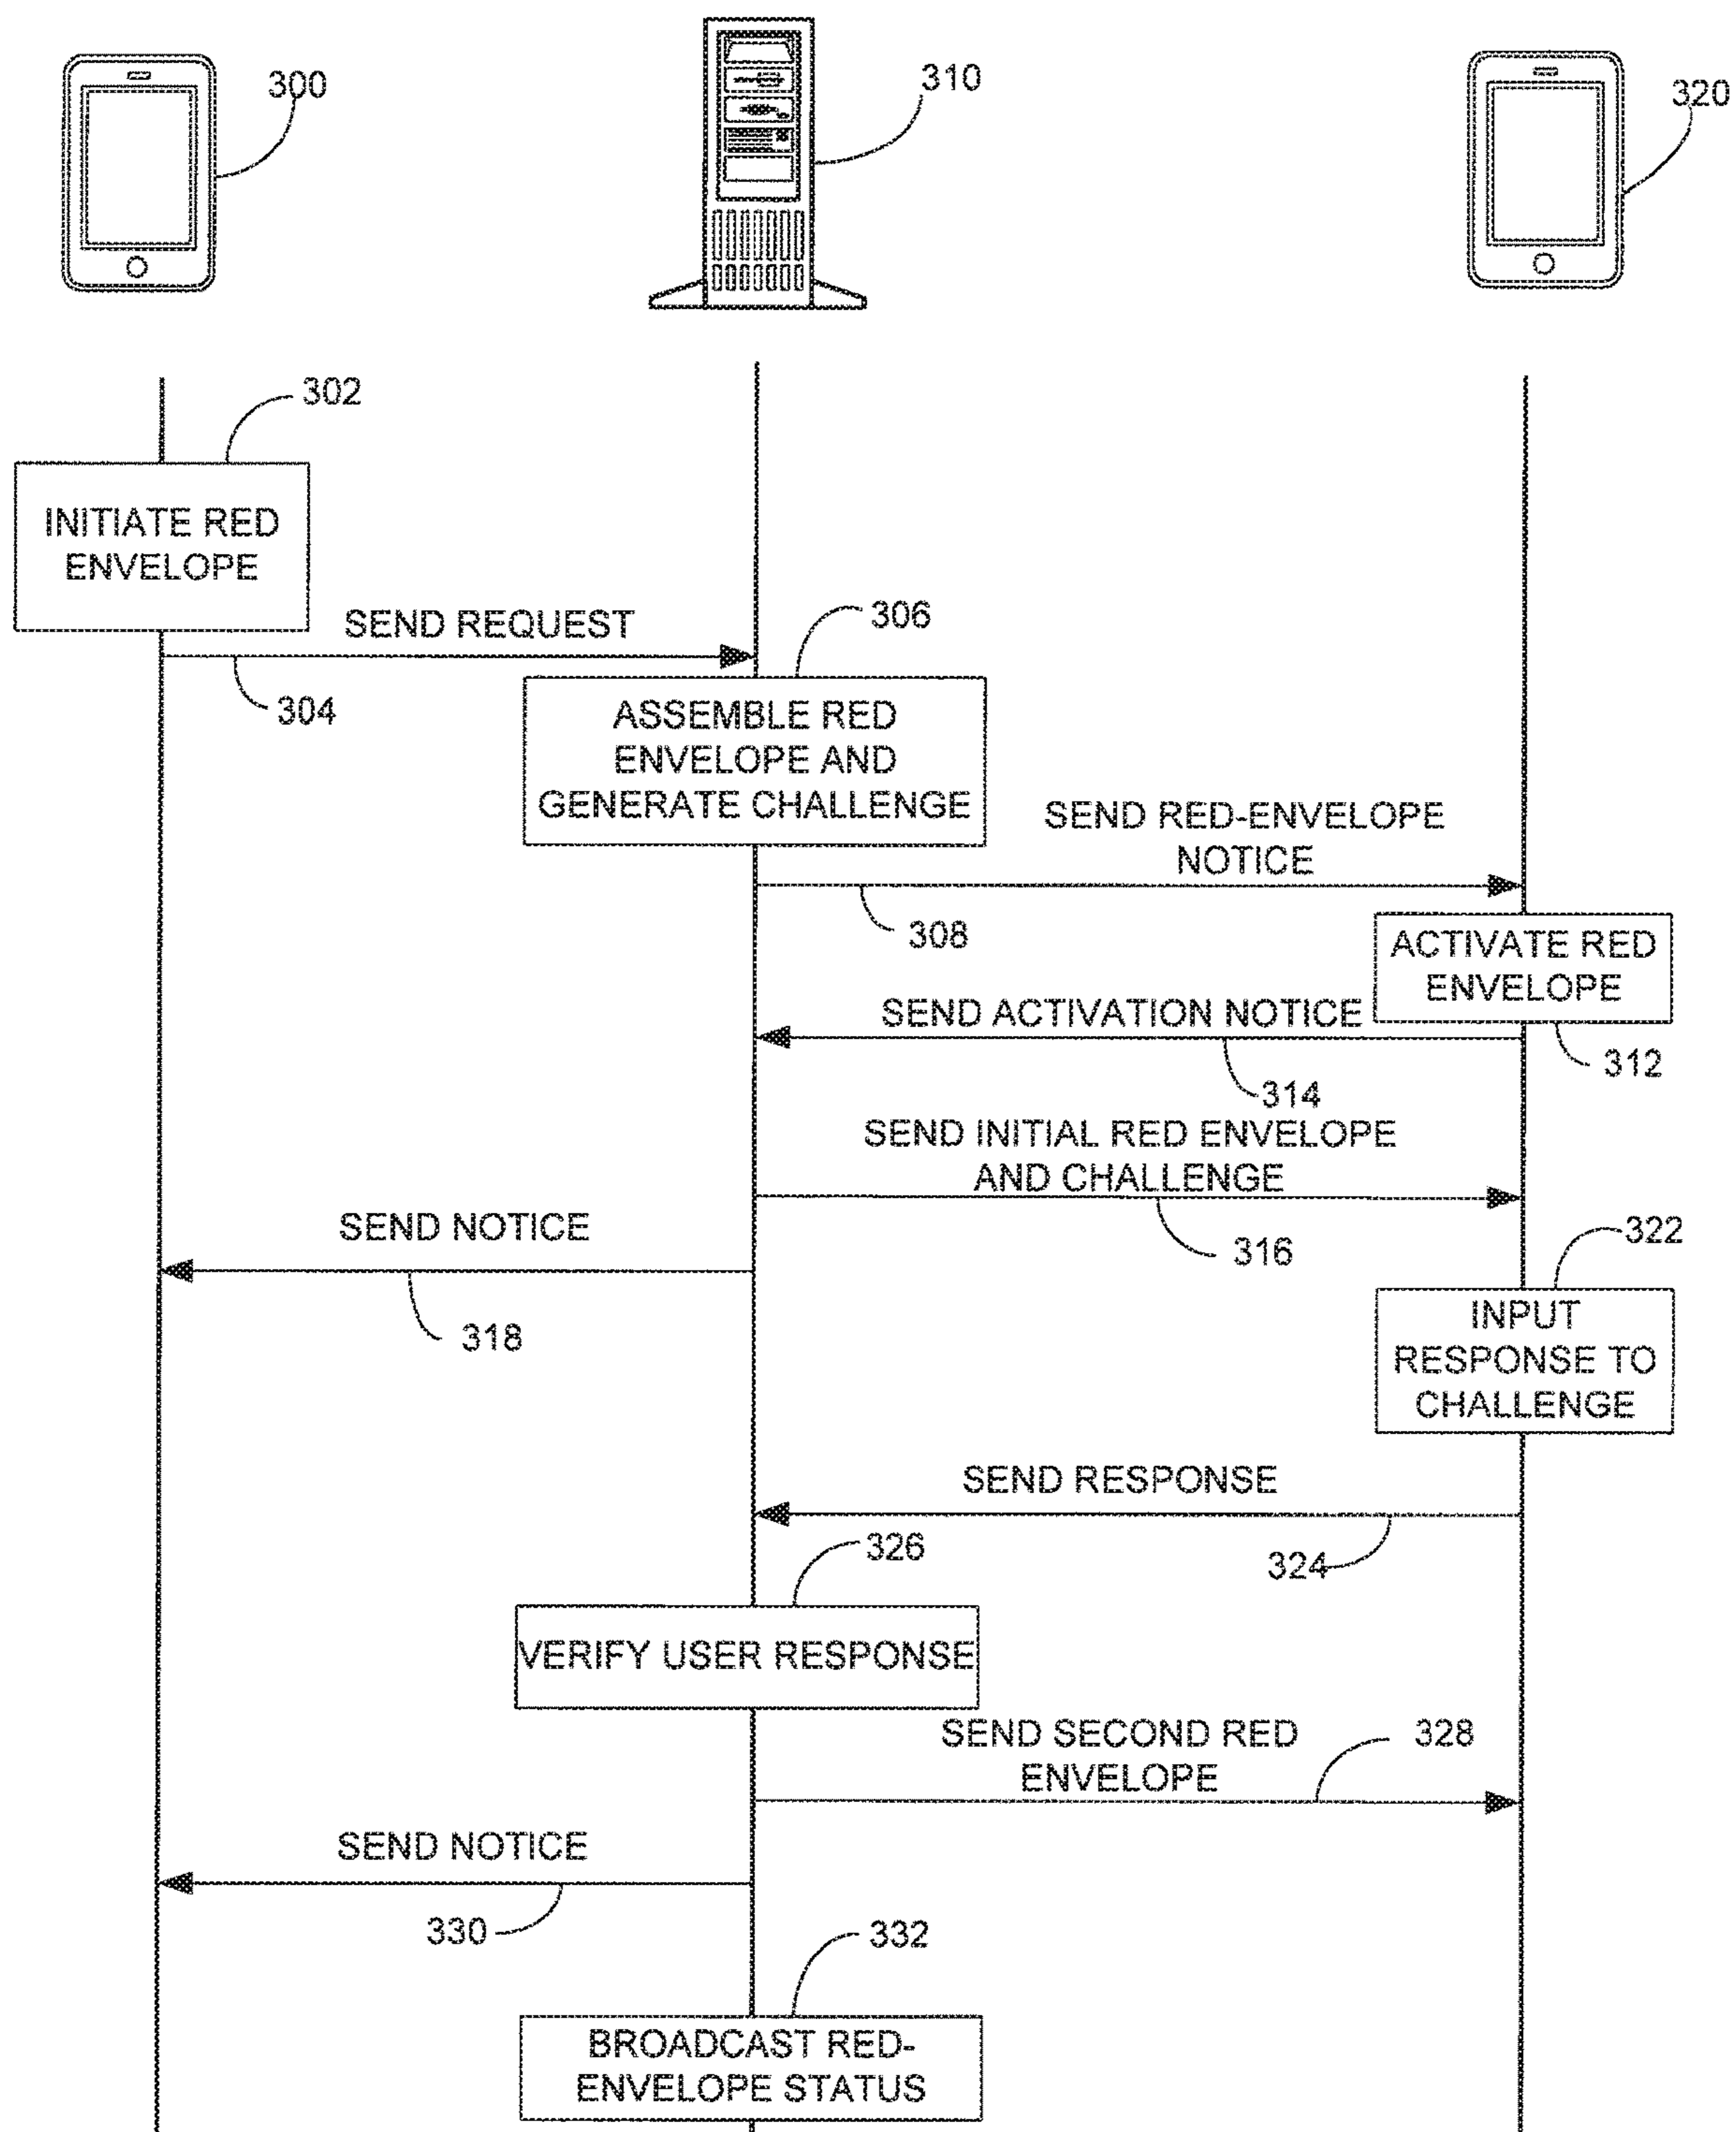 300
310
320
302
INITIATE RED
ENVELOPE
SEND REQUEST
304
306
ASSEMBLE RED
ENVELOPE AND
GENERATE CHALLENGE
SEND RED-ENVELOPE
NOTICE
308
ACTIVATE RED
ENVELOPE
312
SEND ACTIVATION NOTICE
314
SEND INITIAL RED ENVELOPE
AND CHALLENGE
316
SEND NOTICE
318
322
INPUT
RESPONSE TO
CHALLENGE
SEND RESPONSE
324
326
VERIFY USER RESPONSE
SEND SECOND RED
ENVELOPE
328
SEND NOTICE
330
332
BROADCAST RED-
ENVELOPE STATUS